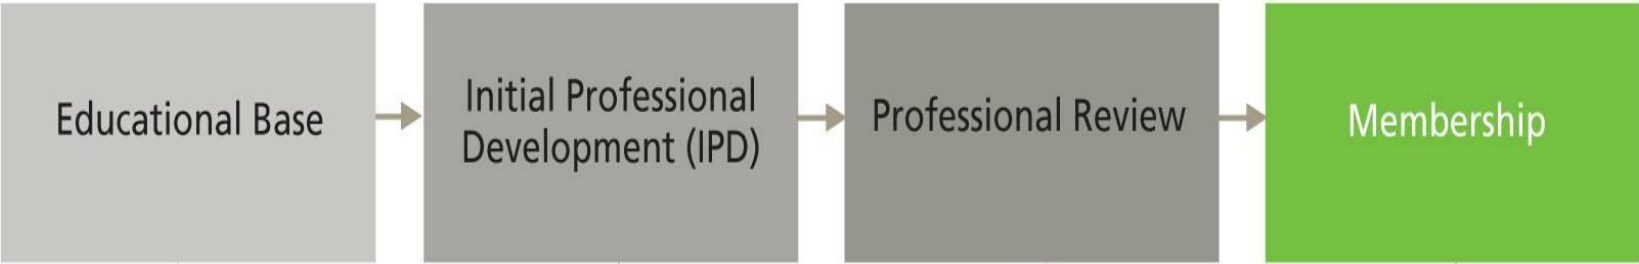 Educational Base
Initial Professional
Development (IPD)
Professional Review
Membership